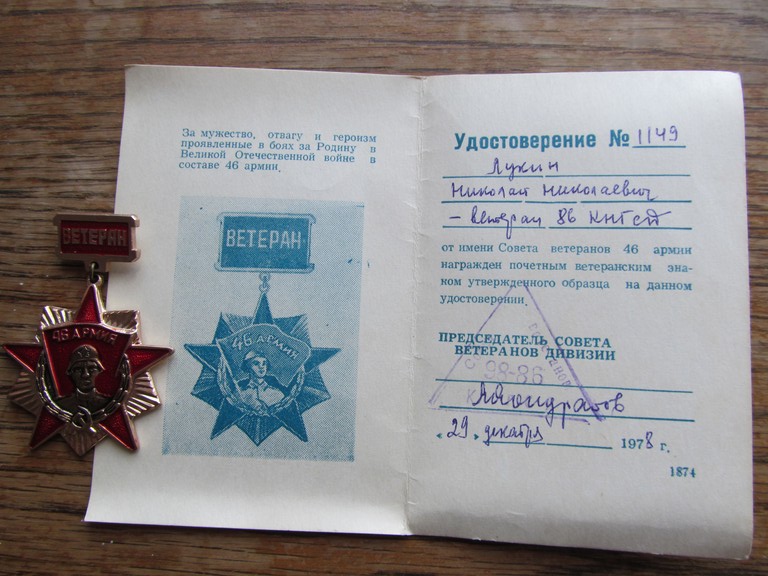 ВЕТЕРАН
46 АРМИЯ
За мужество, отвагу и героизм
проявленные в боях за Родину в
Великой Отечественной войне в
составе 46 армии.
ВЕТЕРАН
46 АРМИЯ
Удостоверение № 1149
Лукин
Николай Николаевич
- ветеран 86
от имени Совета ветеранов 46 армии
награжден почетным ветеранским зна-
ком утвержденного образца на данном
удостоверении.
ПРЕДСЕДАТЕЛЬ СОВЕТА
ВЕТЕРАНОВ ДИВИЗИИ
98-86
"29" декабря 1978 г.
1874